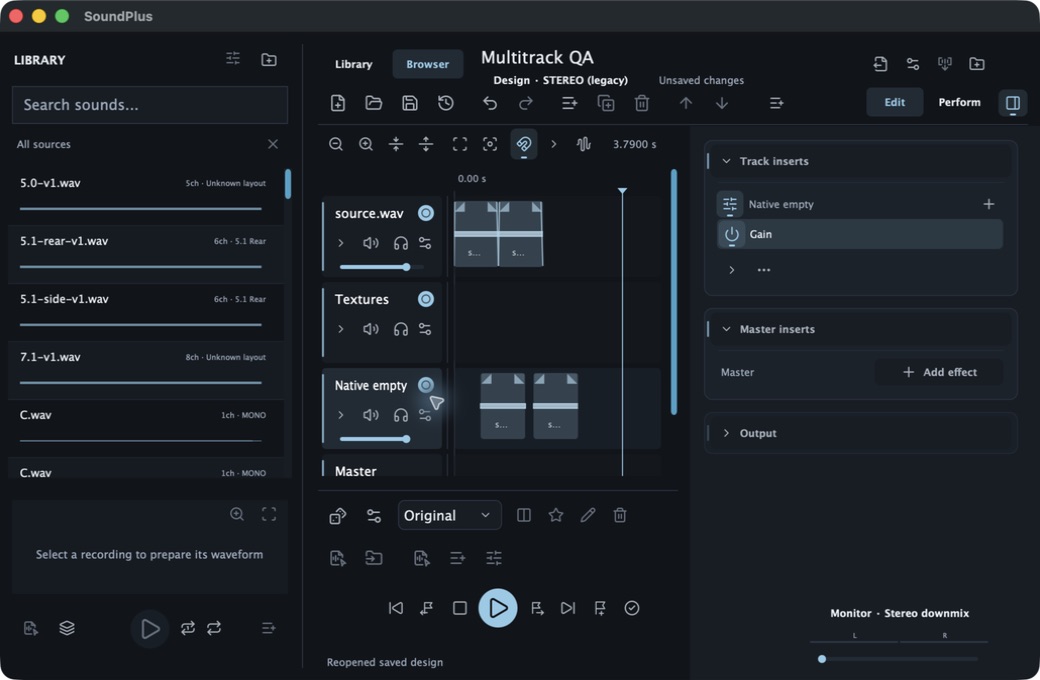 SoundPlus
LIBRARY
Search sounds...
All sources
5.0-v1.wav
5ch · Unknown layout
5.1-rear-v1.wav
6ch · 5.1 Rear
5.1-side-v1.wav
6ch · 5.1 Rear
7.1-v1.wav
8ch · Unknown layout
C.wav
1ch · MONO
C.wav
1ch · MONO
Select a recording to prepare its waveform
Library
Browser
Multitrack QA
Design · STEREO (legacy)
Unsaved changes
Edit
Perform
3.7900 s
0.00 s
source.wav
s...
s...
Textures
Native empty
s...
s...
Master
Original
Reopened saved design
Track inserts
Native empty
Gain
Master inserts
Master
Add effect
Output
Monitor · Stereo downmix
L
R